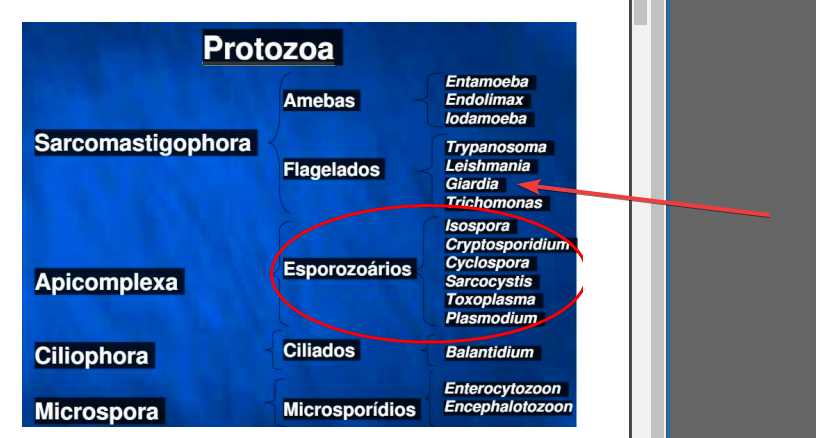 Protozoa
Sarcomastigophora
Amebas
Entamoeba
Endolimax
Iodamoeba
Flagelados
Trypanosoma
Leishmania
Giardia
Trichomonas
Apicomplexa
Esporozoários
Isospora
Cryptosporidium
Cyclospora
Sarcocystis
Toxoplasma
Plasmodium
Ciliophora
Ciliados
Balantidium
Microspora
Microsporídios
Enterocytozoon
Encephalotozoon